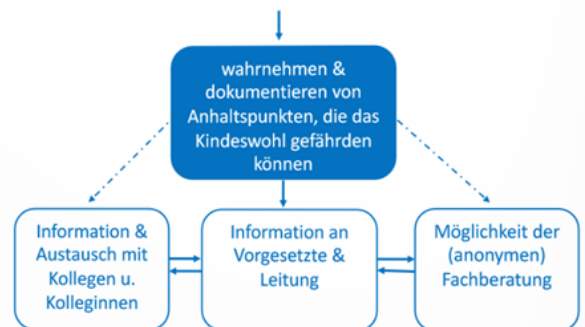 wahrnehmen &
dokumentieren von
Anhaltspunkten, die das
Kindeswohl gefährden
können
Information &
Austausch mit
Kollegen u.
Kolleginnen
Information an
Vorgesetzte &
Leitung
Möglichkeit der
(anonymen)
Fachberatung